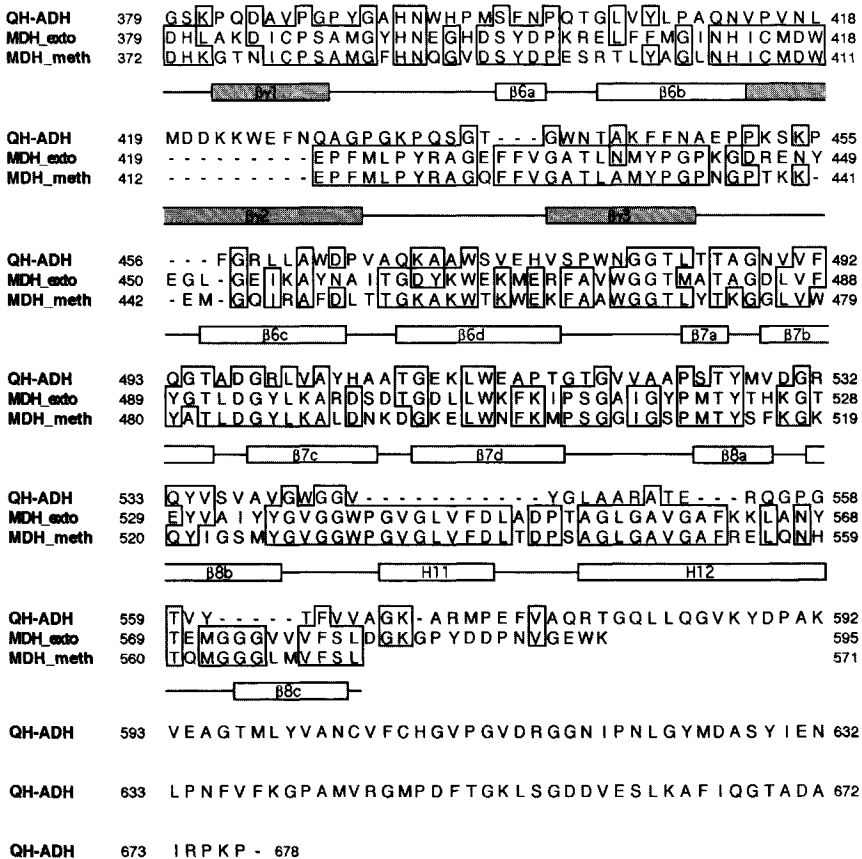 QH-ADH 379 GSKPQDAVPGPYGAHNWHPMSFNPQTGLVYLPAQNVPVNL 418
MDH_exto 379 DHLAKDICPSAMGYHNEGHDSYDPKRELFFMGINHICMDW 418
MDH_meth 372 DHKGTNICPSAMGFHNQGVDSYDPESRTLYAGLNHICMDW 411
βγ1 β6a β6b
QH-ADH 419 MDDKKWEFNQAGPGKPQSGT---GWNTAKFFNAEPPKSKP 455
MDH_exto 419 ---------EPFMLPYRAGEFFVGATLNMYPGPKGDRENY 449
MDH_meth 412 ---------EPFMLPYRAGQFFVGATLAMYPGPNGPTKK- 441
βγ2 βγ3
QH-ADH 456 ---FGRLLAWDPVAQKAAWSVEHVSPWNGGTLTTAGNVVF 492
MDH_exto 450 EGL-GEIKAYNAITGDYKWEKMERFAVWGGTMATAGDLVF 488
MDH_meth 442 -EM-GQIRAFDLTTGKAKWTKWEKFAAWGGTLYTKGGLVW 479
β6c β6d β7a β7b
QH-ADH 493 QGTADGRLVAYHAATGEKLWEAPTGTGVVAAPSTYMVDGR 532
MDH_exto 489 YGTLDGYLKARDSDTGDLLWKFKIPSGAIGYPMTYTHKGT 528
MDH_meth 480 YATLDGYLKALDNKDGKELWNFKMPSGGIGSPMTYSFKGK 519
β7c β7d β8a
QH-ADH 533 QYVSVAVGWGGV-----------YGLAARATE---RQGPG 558
MDH_exto 529 EYVAIYYGVGGWPGVGLVFDLADPTAGLGAVGAFKKLANY 568
MDH_meth 520 QYIGSMYGVGGWPGVGLVFDLTDPSAGLGAVGAFRELQNH 559
β8b H11 H12
QH-ADH 559 TVY-----TFVVAGK-ARMPEFVAQRTGQLLQGVKYDPAK 592
MDH_exto 569 TEMGGGVVVFSLDGKGPYDDPNVGEWK 595
MDH_meth 560 TQMGGGLMVFSL 571
β8c
QH-ADH 593 VEAGTMLYVANCVFCHGVPGVDRGGNIPNLGYMDASYIEN 632
QH-ADH 633 LPNFVFKGPAMVRGMPDFTGKLSGDDVESLKAFIQGTADA 672
QH-ADH 673 IRPKP- 678